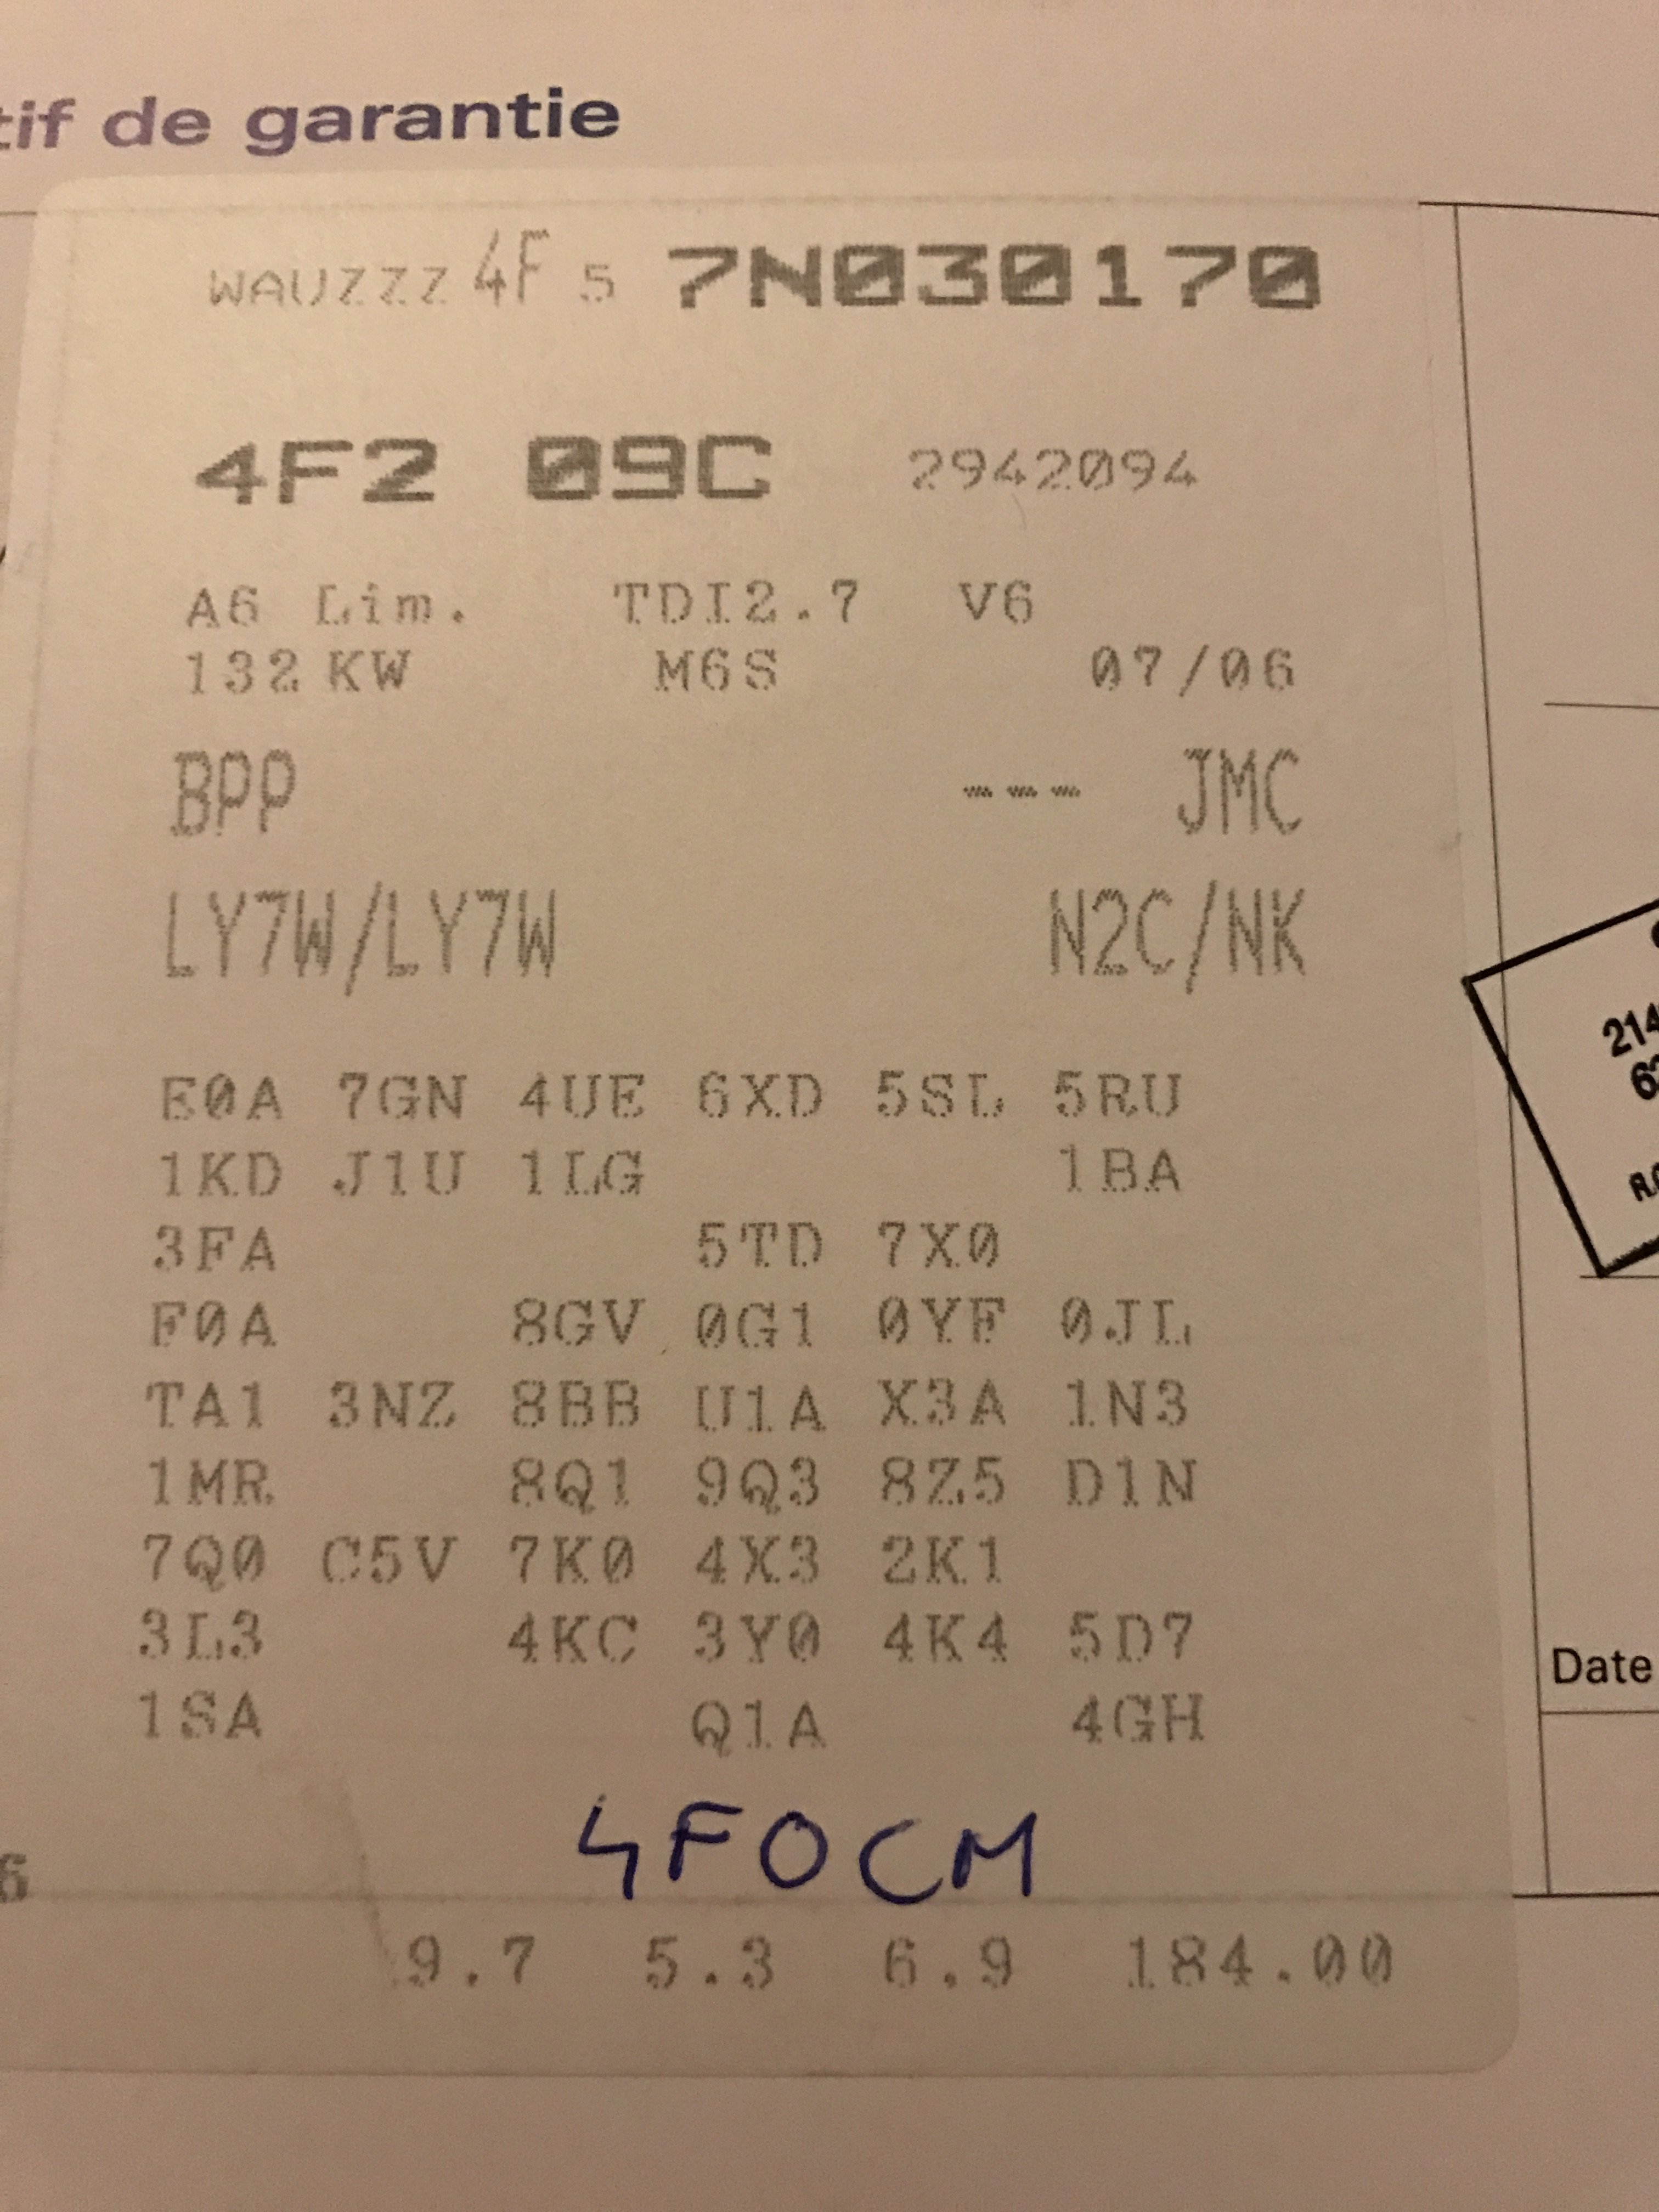 de garantie
WAUZZZ 4F 5 7N030170
4F2 09C 2942094
A6 Lim. TDI2.7 V6
132 KW M6S 07/06
BPP --- JMC
LY7W/LY7W N2C/NK
E0A 7GN 4UE 6XD 5SL 5RU
1KD J1U 1LG 1BA
3FA 5TD 7X0
F0A 8GV 0G1 0YF 0JL
TA1 3NZ 8BB U1A X3A 1N3
1MR 8Q1 9Q3 8Z5 D1N
7Q0 C5V 7K0 4X3 2K1
3L3 4KC 3Y0 4K4 5D7
1SA Q1A 4GH
4FOCM
9.7 5.3 6.9 184.00
214
Date